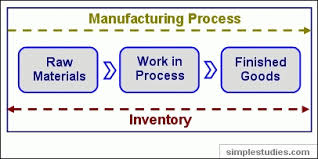 Manufacturing Process
Raw
Materials
Work in
Process
Finished
Goods
Inventory
simplestudies.com